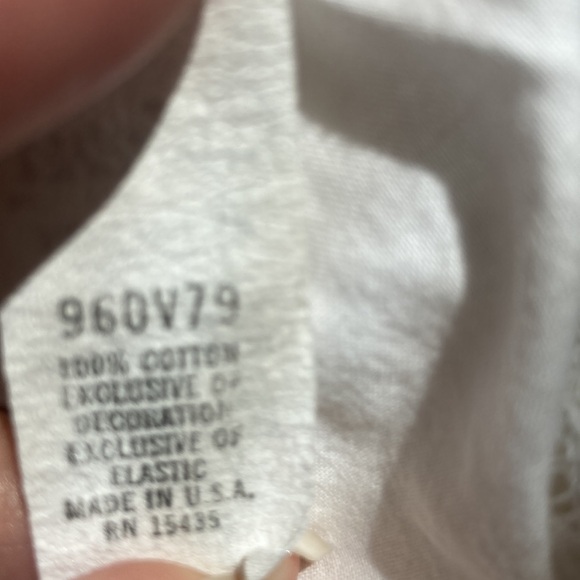 960V79
100% COTTON
EXCLUSIVE OF
DECORATION
EXCLUSIVE OF
ELASTIC
MADE IN U.S.A.
RN 15435